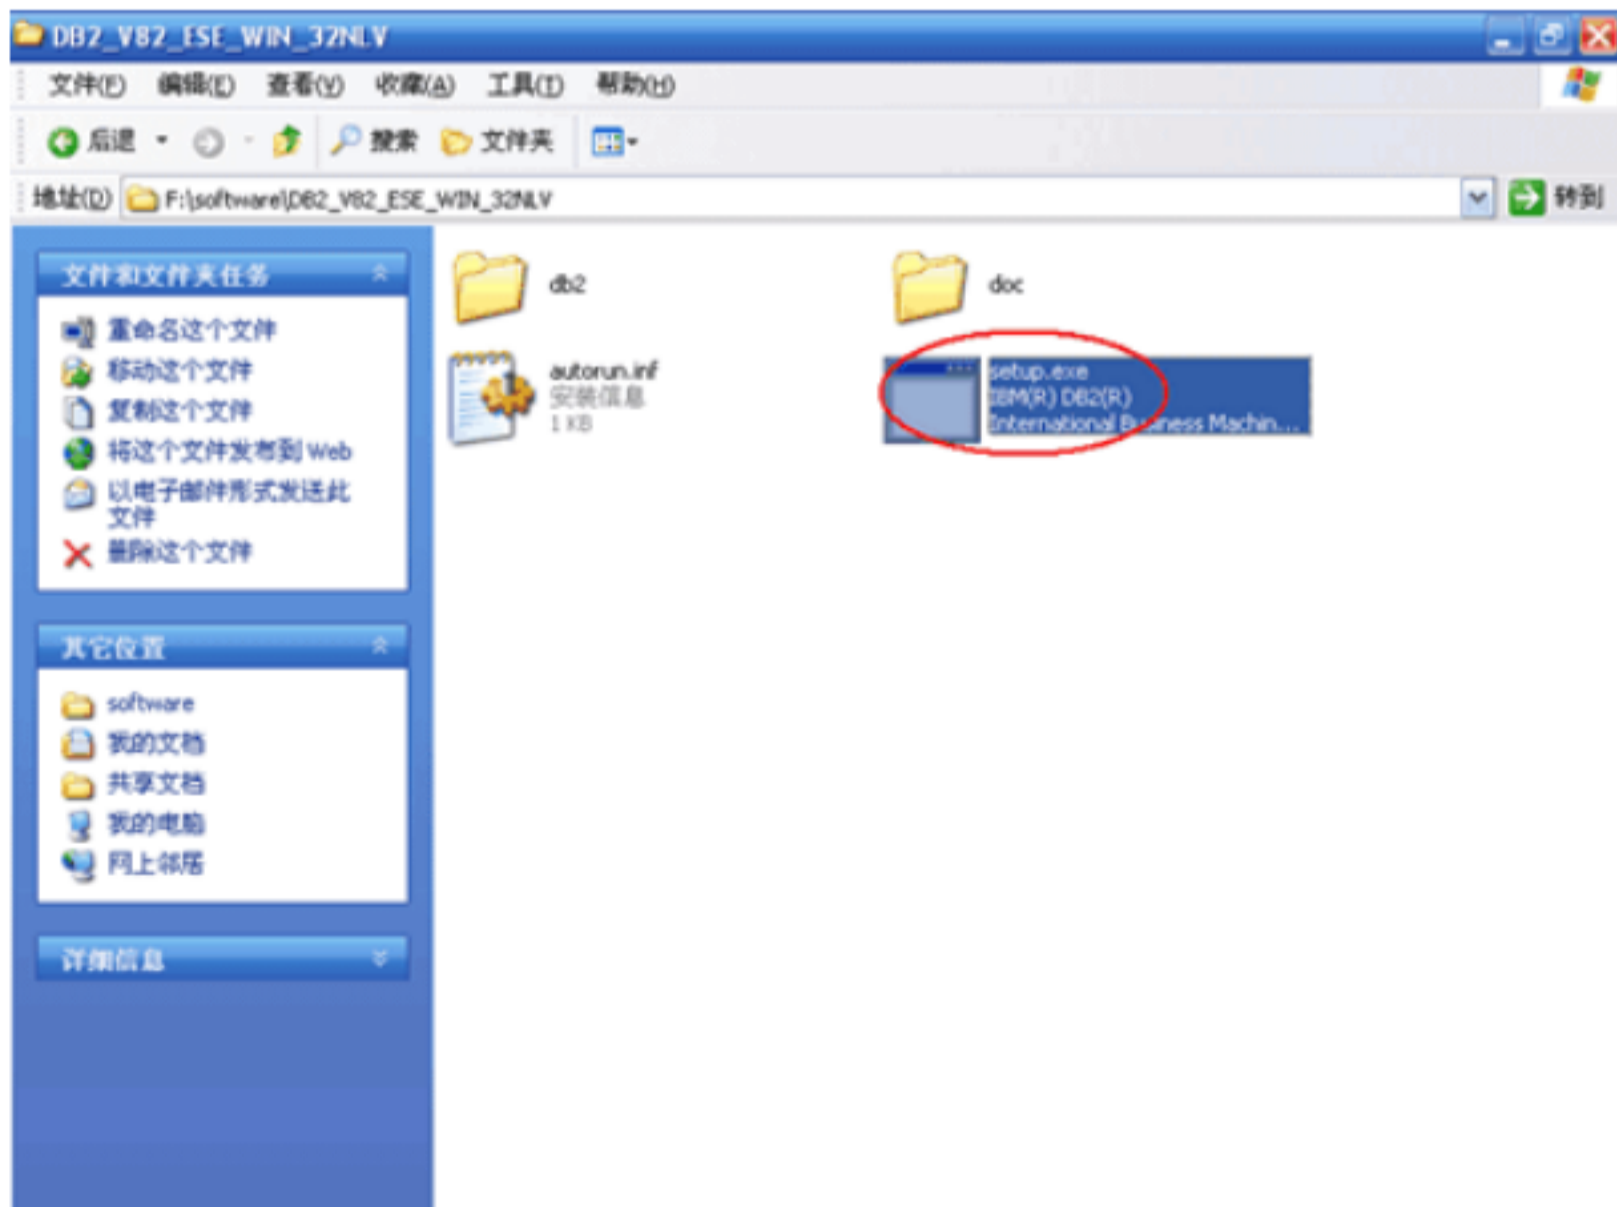 DB2_V82_ESE_WIN_32NLV
文件(F) 编辑(E) 查看(V) 收藏(A) 工具(T) 帮助(H)
后退 搜索 文件夹
地址(D) F:\software\DB2_V82_ESE_WIN_32NLV 转到
文件和文件夹任务
重命名这个文件
移动这个文件
复制这个文件
将这个文件发布到 Web
以电子邮件形式发送此
文件
删除这个文件
其它位置
software
我的文档
共享文档
我的电脑
网上邻居
详细信息
db2
doc
autorun.inf
安装信息
1 KB
setup.exe
IBM(R) DB2(R)
International Business Machin...